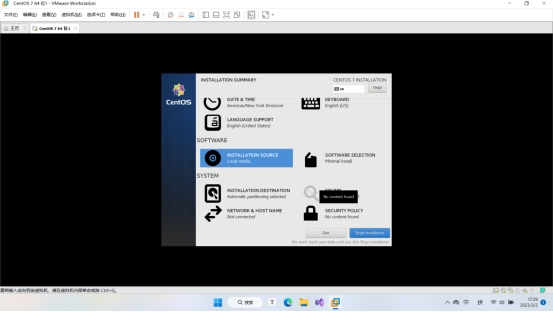 CentOS 7 64 位1 - VMware Workstation
文件(F) 编辑(E) 查看(V) 虚拟机(M) 选项卡(T) 帮助(H)
主页 CentOS 7 64 位1
INSTALLATION SUMMARY
CENTOS 7 INSTALLATION
us Help!
CentOS
DATE & TIME
Americas/New York timezone
KEYBOARD
English (US)
LANGUAGE SUPPORT
English (United States)
SOFTWARE
INSTALLATION SOURCE
Local media
SOFTWARE SELECTION
Minimal Install
SYSTEM
INSTALLATION DESTINATION
Automatic partitioning selected
No content found
NETWORK & HOST NAME
Not connected
SECURITY POLICY
No content found
Quit
Begin Installation
We won't touch your disks until you click 'Begin Installation'.
要将输入定向到该虚拟机,请在虚拟机内部单击或按 Ctrl+G。
搜索
中 拼
17:26